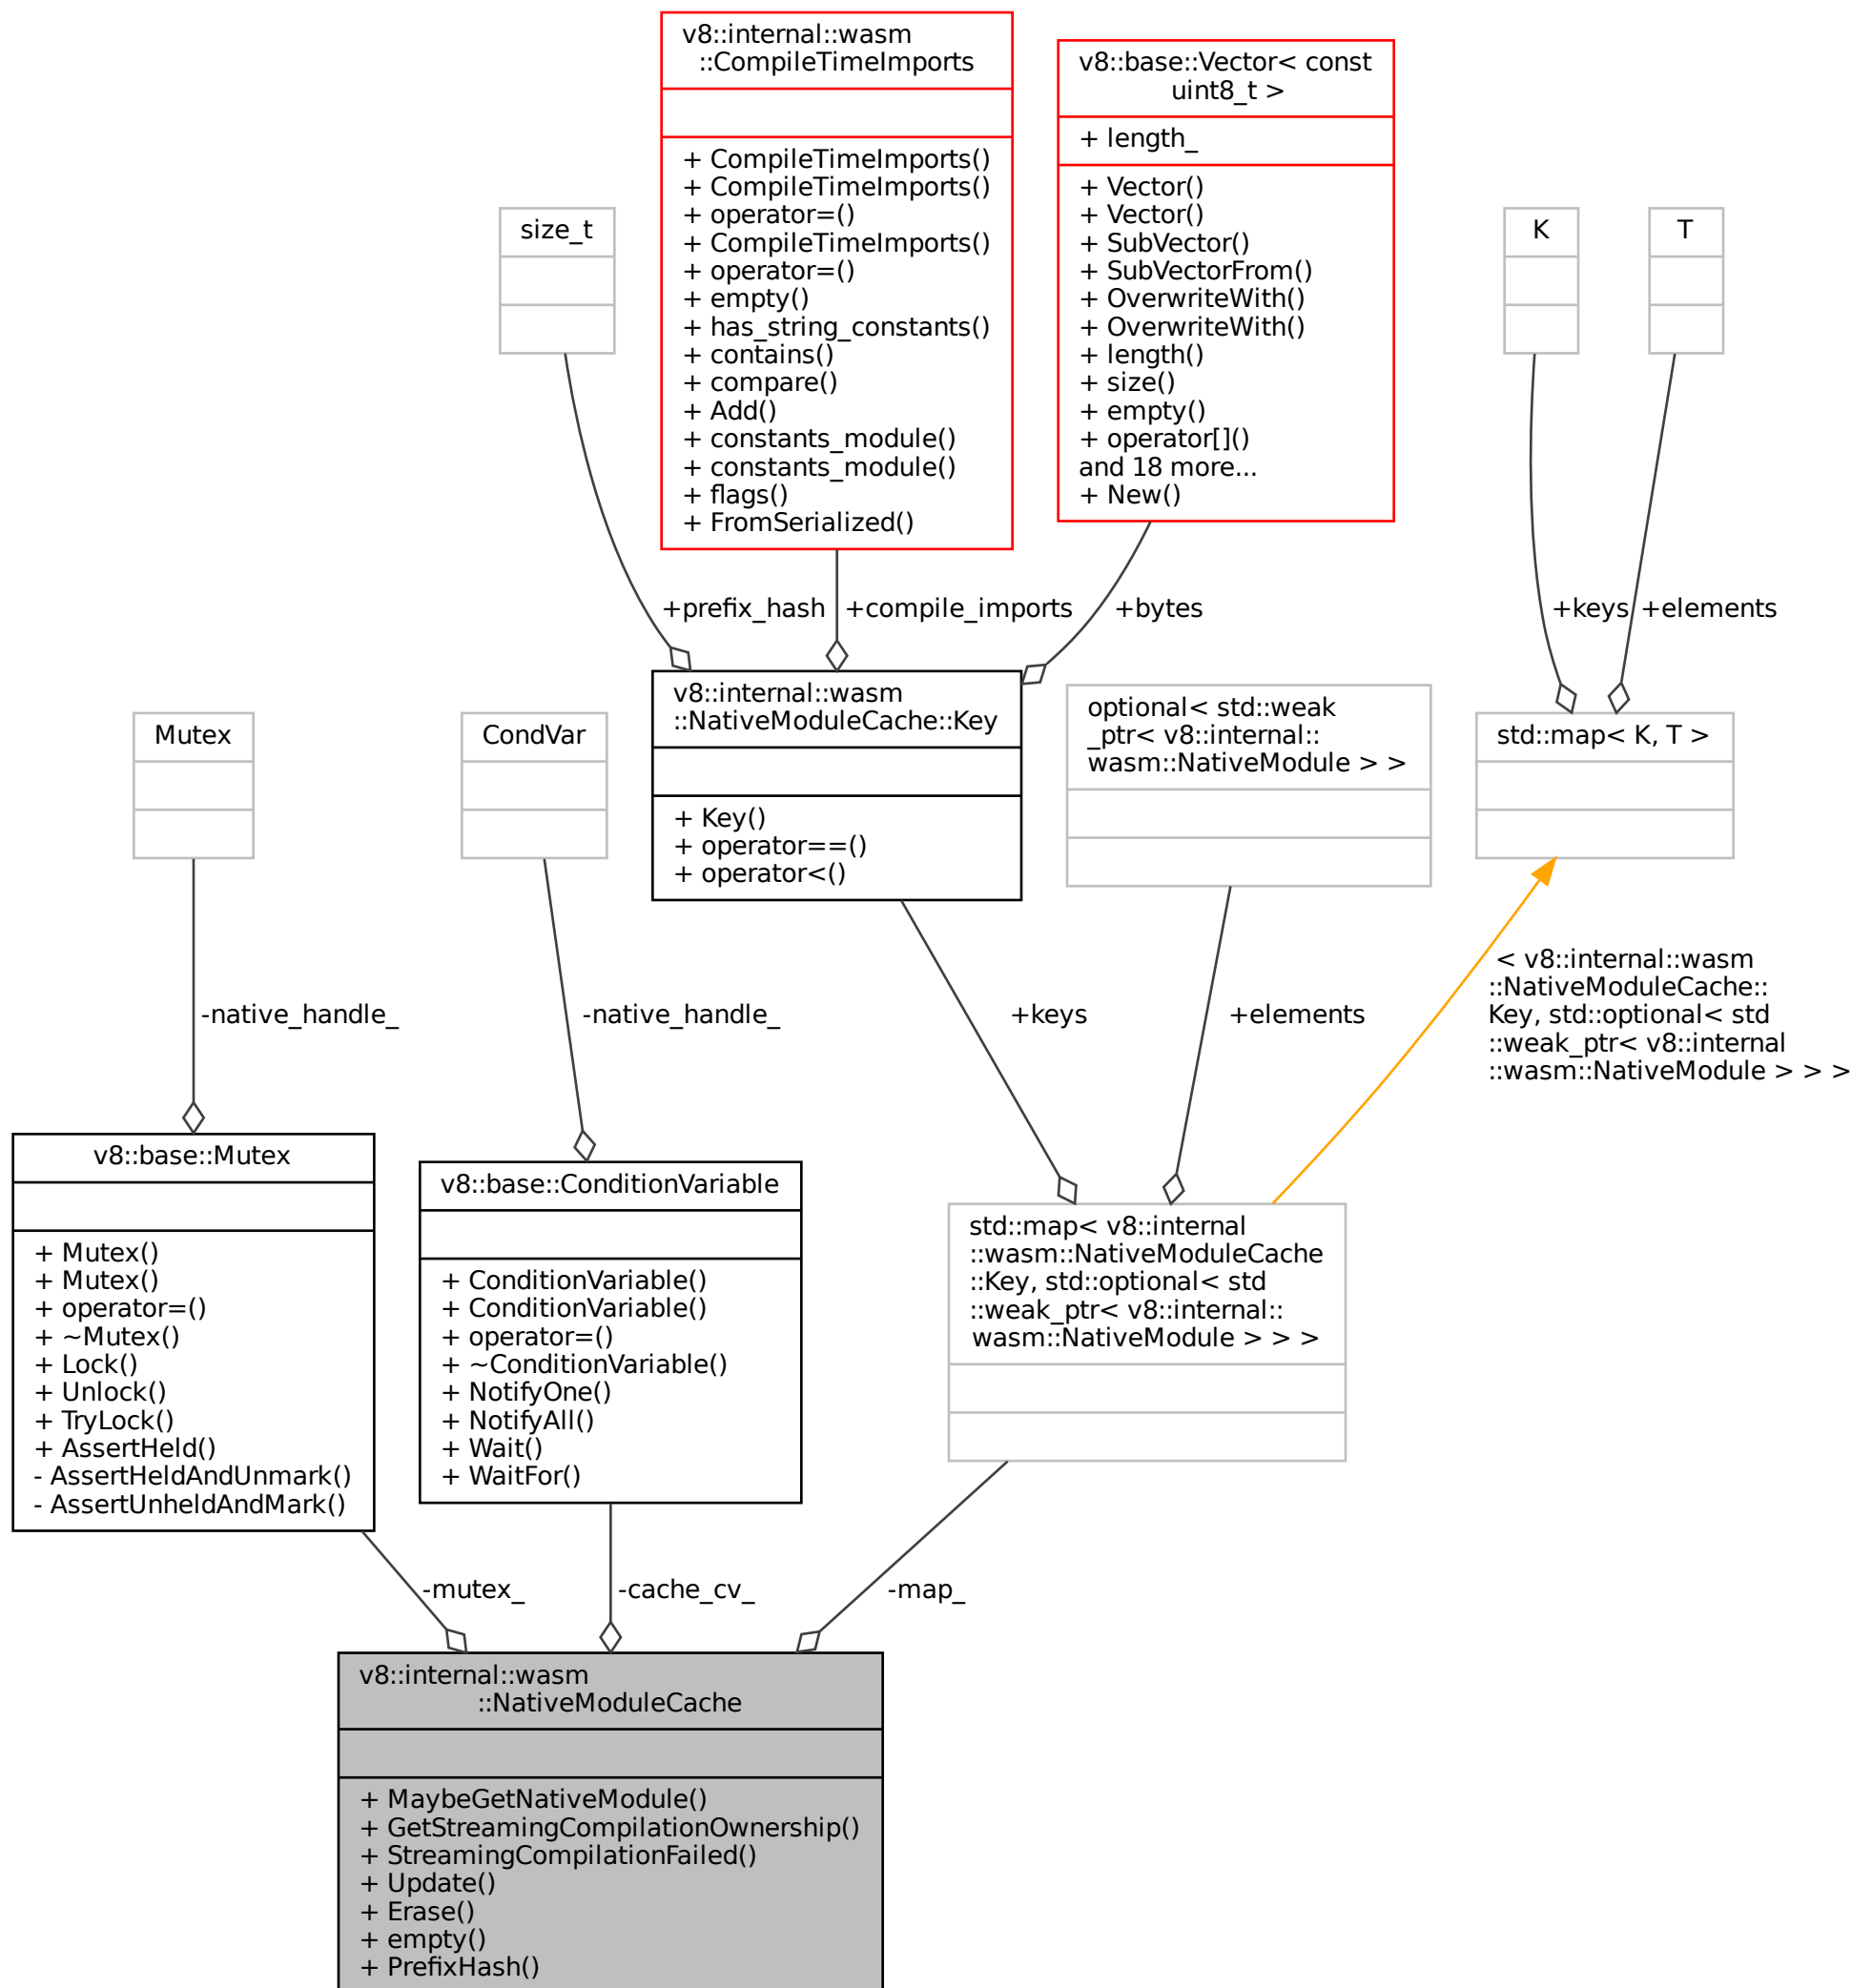 v8::internal::wasm
::CompileTimeImports
+ CompileTimeImports()
+ CompileTimeImports()
+ operator=()
+ CompileTimeImports()
+ operator=()
+ empty()
+ has_string_constants()
+ contains()
+ compare()
+ Add()
+ constants_module()
+ constants_module()
+ flags()
+ FromSerialized()
v8::base::Vector< const
uint8_t >
+ length_
+ Vector()
+ Vector()
+ SubVector()
+ SubVectorFrom()
+ OverwriteWith()
+ OverwriteWith()
+ length()
+ size()
+ empty()
+ operator[]()
and 18 more...
+ New()
size_t
K
T
+prefix_hash
+compile_imports
+bytes
+keys
+elements
Mutex
CondVar
v8::internal::wasm
::NativeModuleCache::Key
+ Key()
+ operator==()
+ operator<()
optional< std::weak
_ptr< v8::internal::
wasm::NativeModule > >
std::map< K, T >
-native_handle_
-native_handle_
+keys
+elements
< v8::internal::wasm
::NativeModuleCache::
Key, std::optional< std
::weak_ptr< v8::internal
::wasm::NativeModule > > >
v8::base::Mutex
+ Mutex()
+ Mutex()
+ operator=()
+ ~Mutex()
+ Lock()
+ Unlock()
+ TryLock()
+ AssertHeld()
- AssertHeldAndUnmark()
- AssertUnheldAndMark()
v8::base::ConditionVariable
+ ConditionVariable()
+ ConditionVariable()
+ operator=()
+ ~ConditionVariable()
+ NotifyOne()
+ NotifyAll()
+ Wait()
+ WaitFor()
std::map< v8::internal
::wasm::NativeModuleCache
::Key, std::optional< std
::weak_ptr< v8::internal::
wasm::NativeModule > > >
-mutex_
-cache_cv_
-map_
v8::internal::wasm
::NativeModuleCache
+ MaybeGetNativeModule()
+ GetStreamingCompilationOwnership()
+ StreamingCompilationFailed()
+ Update()
+ Erase()
+ empty()
+ PrefixHash()